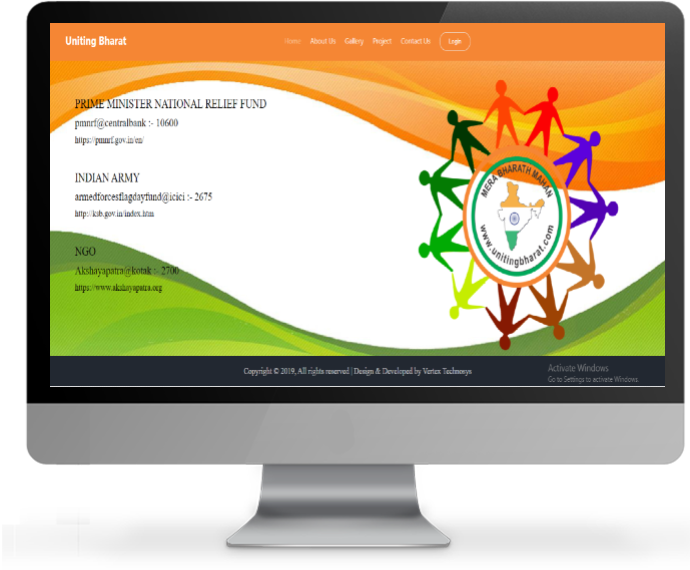 Uniting Bharat
Home About Us Gallery Project Contact Us Login
PRIME MINISTER NATIONAL RELIEF FUND
pmnrf@centralbank :- 10600
https://pmnrf.gov.in/en/
INDIAN ARMY
armedforcesflagdayfund@icici :- 2675
http://ksb.gov.in/index.htm
NGO
Akshayapatra@kotak :- 2700
https://www.akshayapatra.org
MERA BHARATH MAHAN
www.unitingbharat.com
Copyright © 2019, All rights reserved | Design & Developed by Vertex Technosys
Activate Windows
Go to Settings to activate Windows.